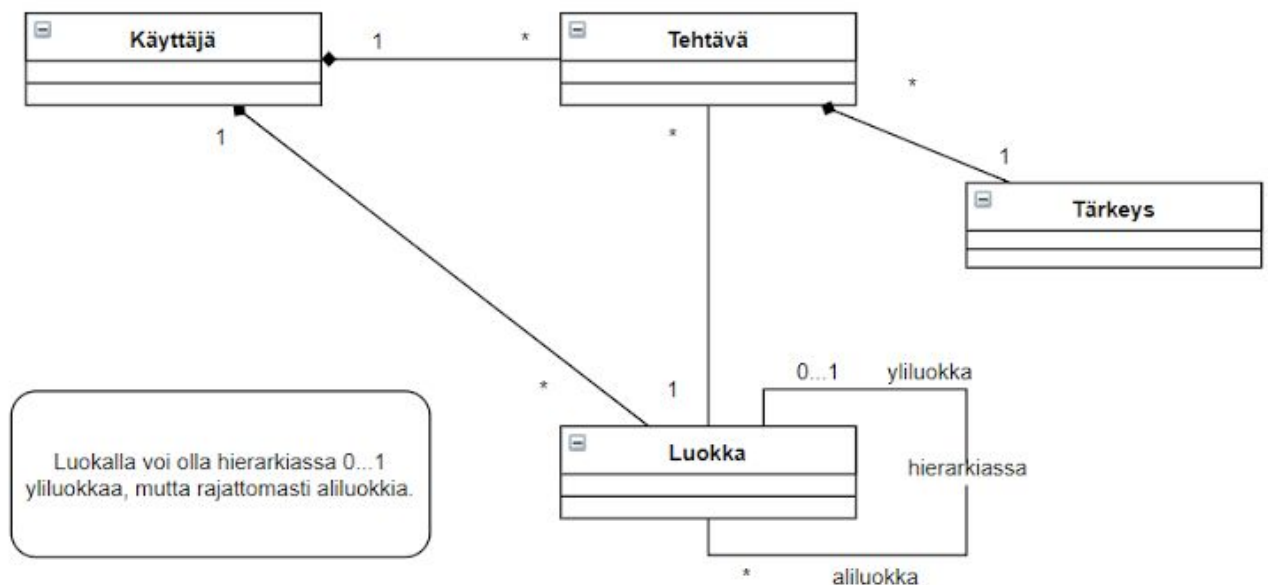 Käyttäjä
1
*
Tehtävä
1
*
*
1
Tärkeys
0...1
yliluokka
*
1
Luokka
hierarkiassa
Luokalla voi olla hierarkiassa 0...1
yliluokkaa, mutta rajattomasti aliluokkia.
*
aliluokka